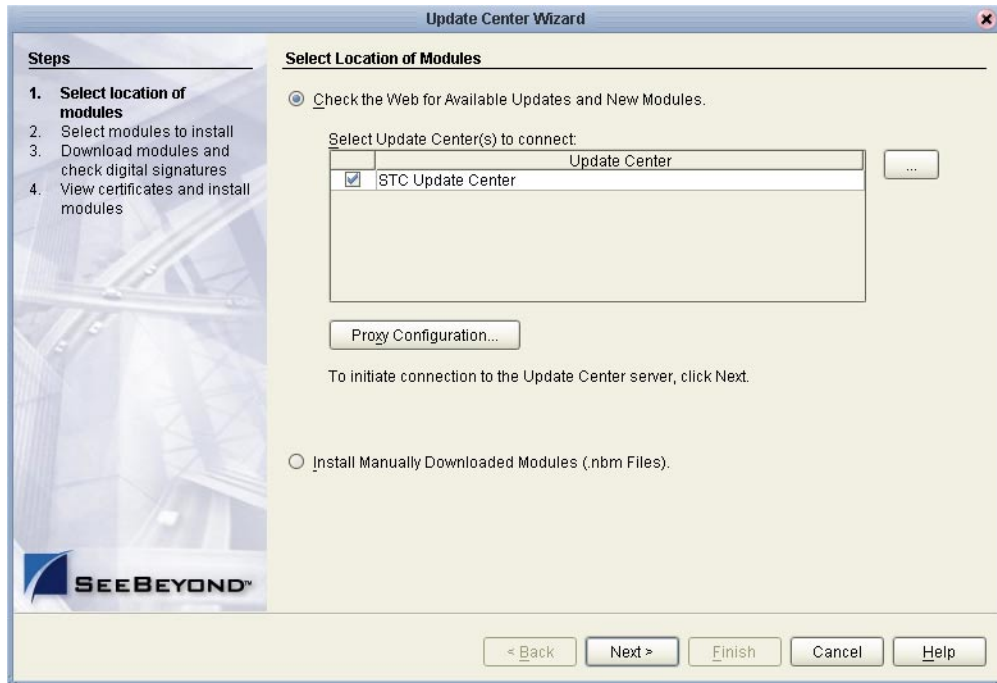 Update Center Wizard
Steps
1. Select location of
modules
2. Select modules to install
3. Download modules and
check digital signatures
4. View certificates and install
modules
SEEBEYOND™
Select Location of Modules
Check the Web for Available Updates and New Modules.
Select Update Center(s) to connect:
Update Center
STC Update Center
...
Proxy Configuration...
To initiate connection to the Update Center server, click Next.
Install Manually Downloaded Modules (.nbm Files).
< Back
Next >
Finish
Cancel
Help